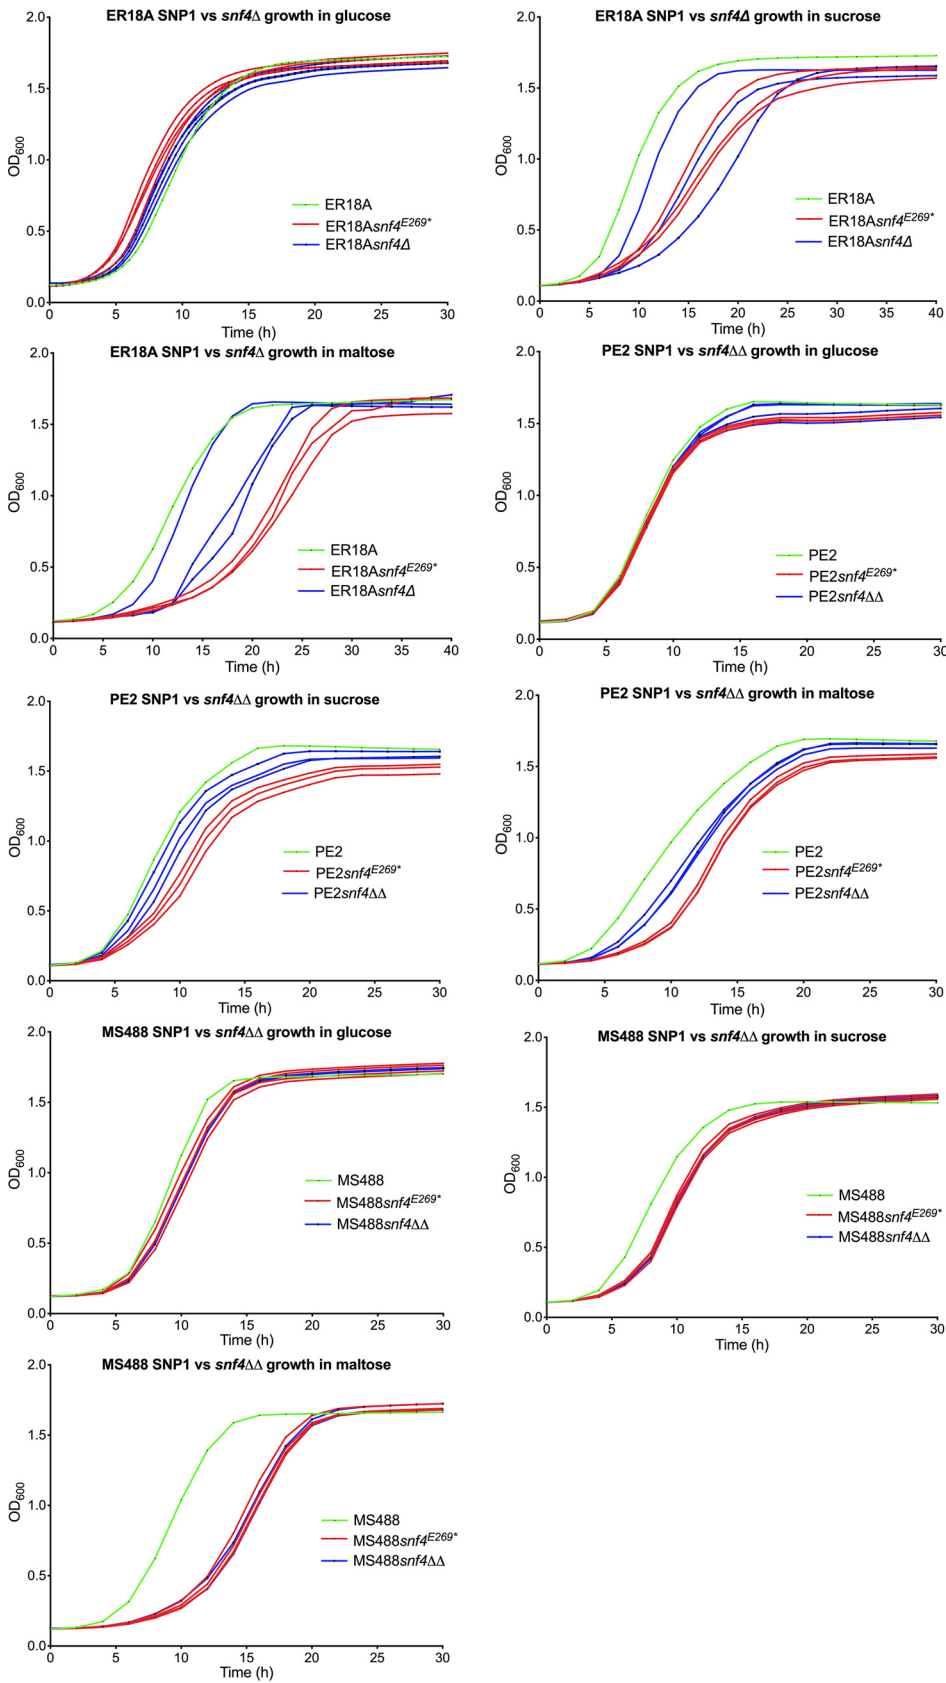 ER18A SNP1 vs snf4Δ growth in glucose
2.0
1.5
1.0
0.5
0.0
OD600
ER18A
ER18Asnf4E269*
ER18Asnf4Δ
0 5 10 15 20 25 30
Time (h)
ER18A SNP1 vs snf4Δ growth in sucrose
2.0
1.5
1.0
0.5
0.0
OD600
ER18A
ER18Asnf4E269*
ER18Asnf4Δ
0 5 10 15 20 25 30 35 40
Time (h)
ER18A SNP1 vs snf4Δ growth in maltose
2.0
1.5
1.0
0.5
0.0
OD600
ER18A
ER18Asnf4E269*
ER18Asnf4Δ
0 5 10 15 20 25 30 35 40
Time (h)
PE2 SNP1 vs snf4ΔΔ growth in glucose
2.0
1.5
1.0
0.5
0.0
OD600
PE2
PE2snf4E269*
PE2snf4ΔΔ
0 5 10 15 20 25 30
Time (h)
PE2 SNP1 vs snf4ΔΔ growth in sucrose
2.0
1.5
1.0
0.5
0.0
OD600
PE2
PE2snf4E269*
PE2snf4ΔΔ
0 5 10 15 20 25 30
Time (h)
PE2 SNP1 vs snf4ΔΔ growth in maltose
2.0
1.5
1.0
0.5
0.0
OD600
PE2
PE2snf4E269*
PE2snf4ΔΔ
0 5 10 15 20 25 30
Time (h)
MS488 SNP1 vs snf4ΔΔ growth in glucose
2.0
1.5
1.0
0.5
0.0
OD600
MS488
MS488snf4E269*
MS488snf4ΔΔ
0 5 10 15 20 25 30
Time (h)
MS488 SNP1 vs snf4ΔΔ growth in sucrose
2.0
1.5
1.0
0.5
0.0
OD600
MS488
MS488snf4E269*
MS488snf4ΔΔ
0 5 10 15 20 25 30
Time (h)
MS488 SNP1 vs snf4ΔΔ growth in maltose
2.0
1.5
1.0
0.5
0.0
OD600
MS488
MS488snf4E269*
MS488snf4ΔΔ
0 5 10 15 20 25 30
Time (h)